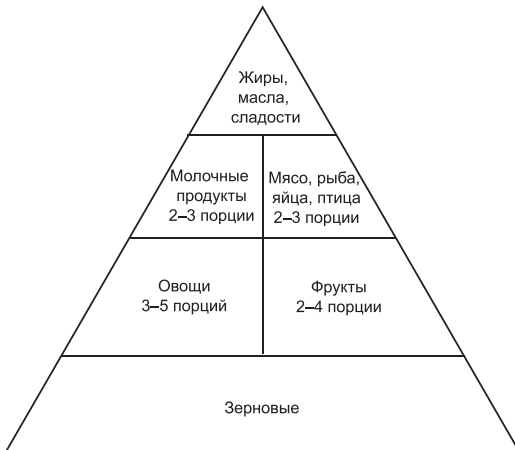 Жиры,
масла,
сладости
Молочные
продукты
2–3 порции
Мясо, рыба,
яйца, птица
2–3 порции
Овощи
3–5 порций
Фрукты
2–4 порции
Зерновые